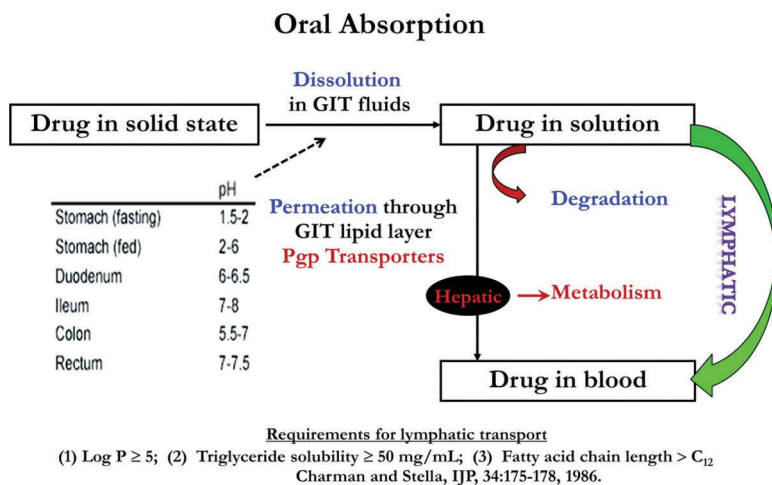 Oral Absorption
Dissolution
in GIT fluids
Drug in solid state
Drug in solution
pH
Stomach (fasting) 1.5-2
Stomach (fed) 2-6
Duodenum 6-6.5
Ileum 7-8
Colon 5.5-7
Rectum 7-7.5
Permeation through
GIT lipid layer
Pgp Transporters
Degradation
LYMPHATIC
Hepatic
Metabolism
Drug in blood
Requirements for lymphatic transport
(1) Log P ≥ 5; (2) Triglyceride solubility ≥ 50 mg/mL; (3) Fatty acid chain length > C₁₂
Charman and Stella, IJP, 34:175-178, 1986.